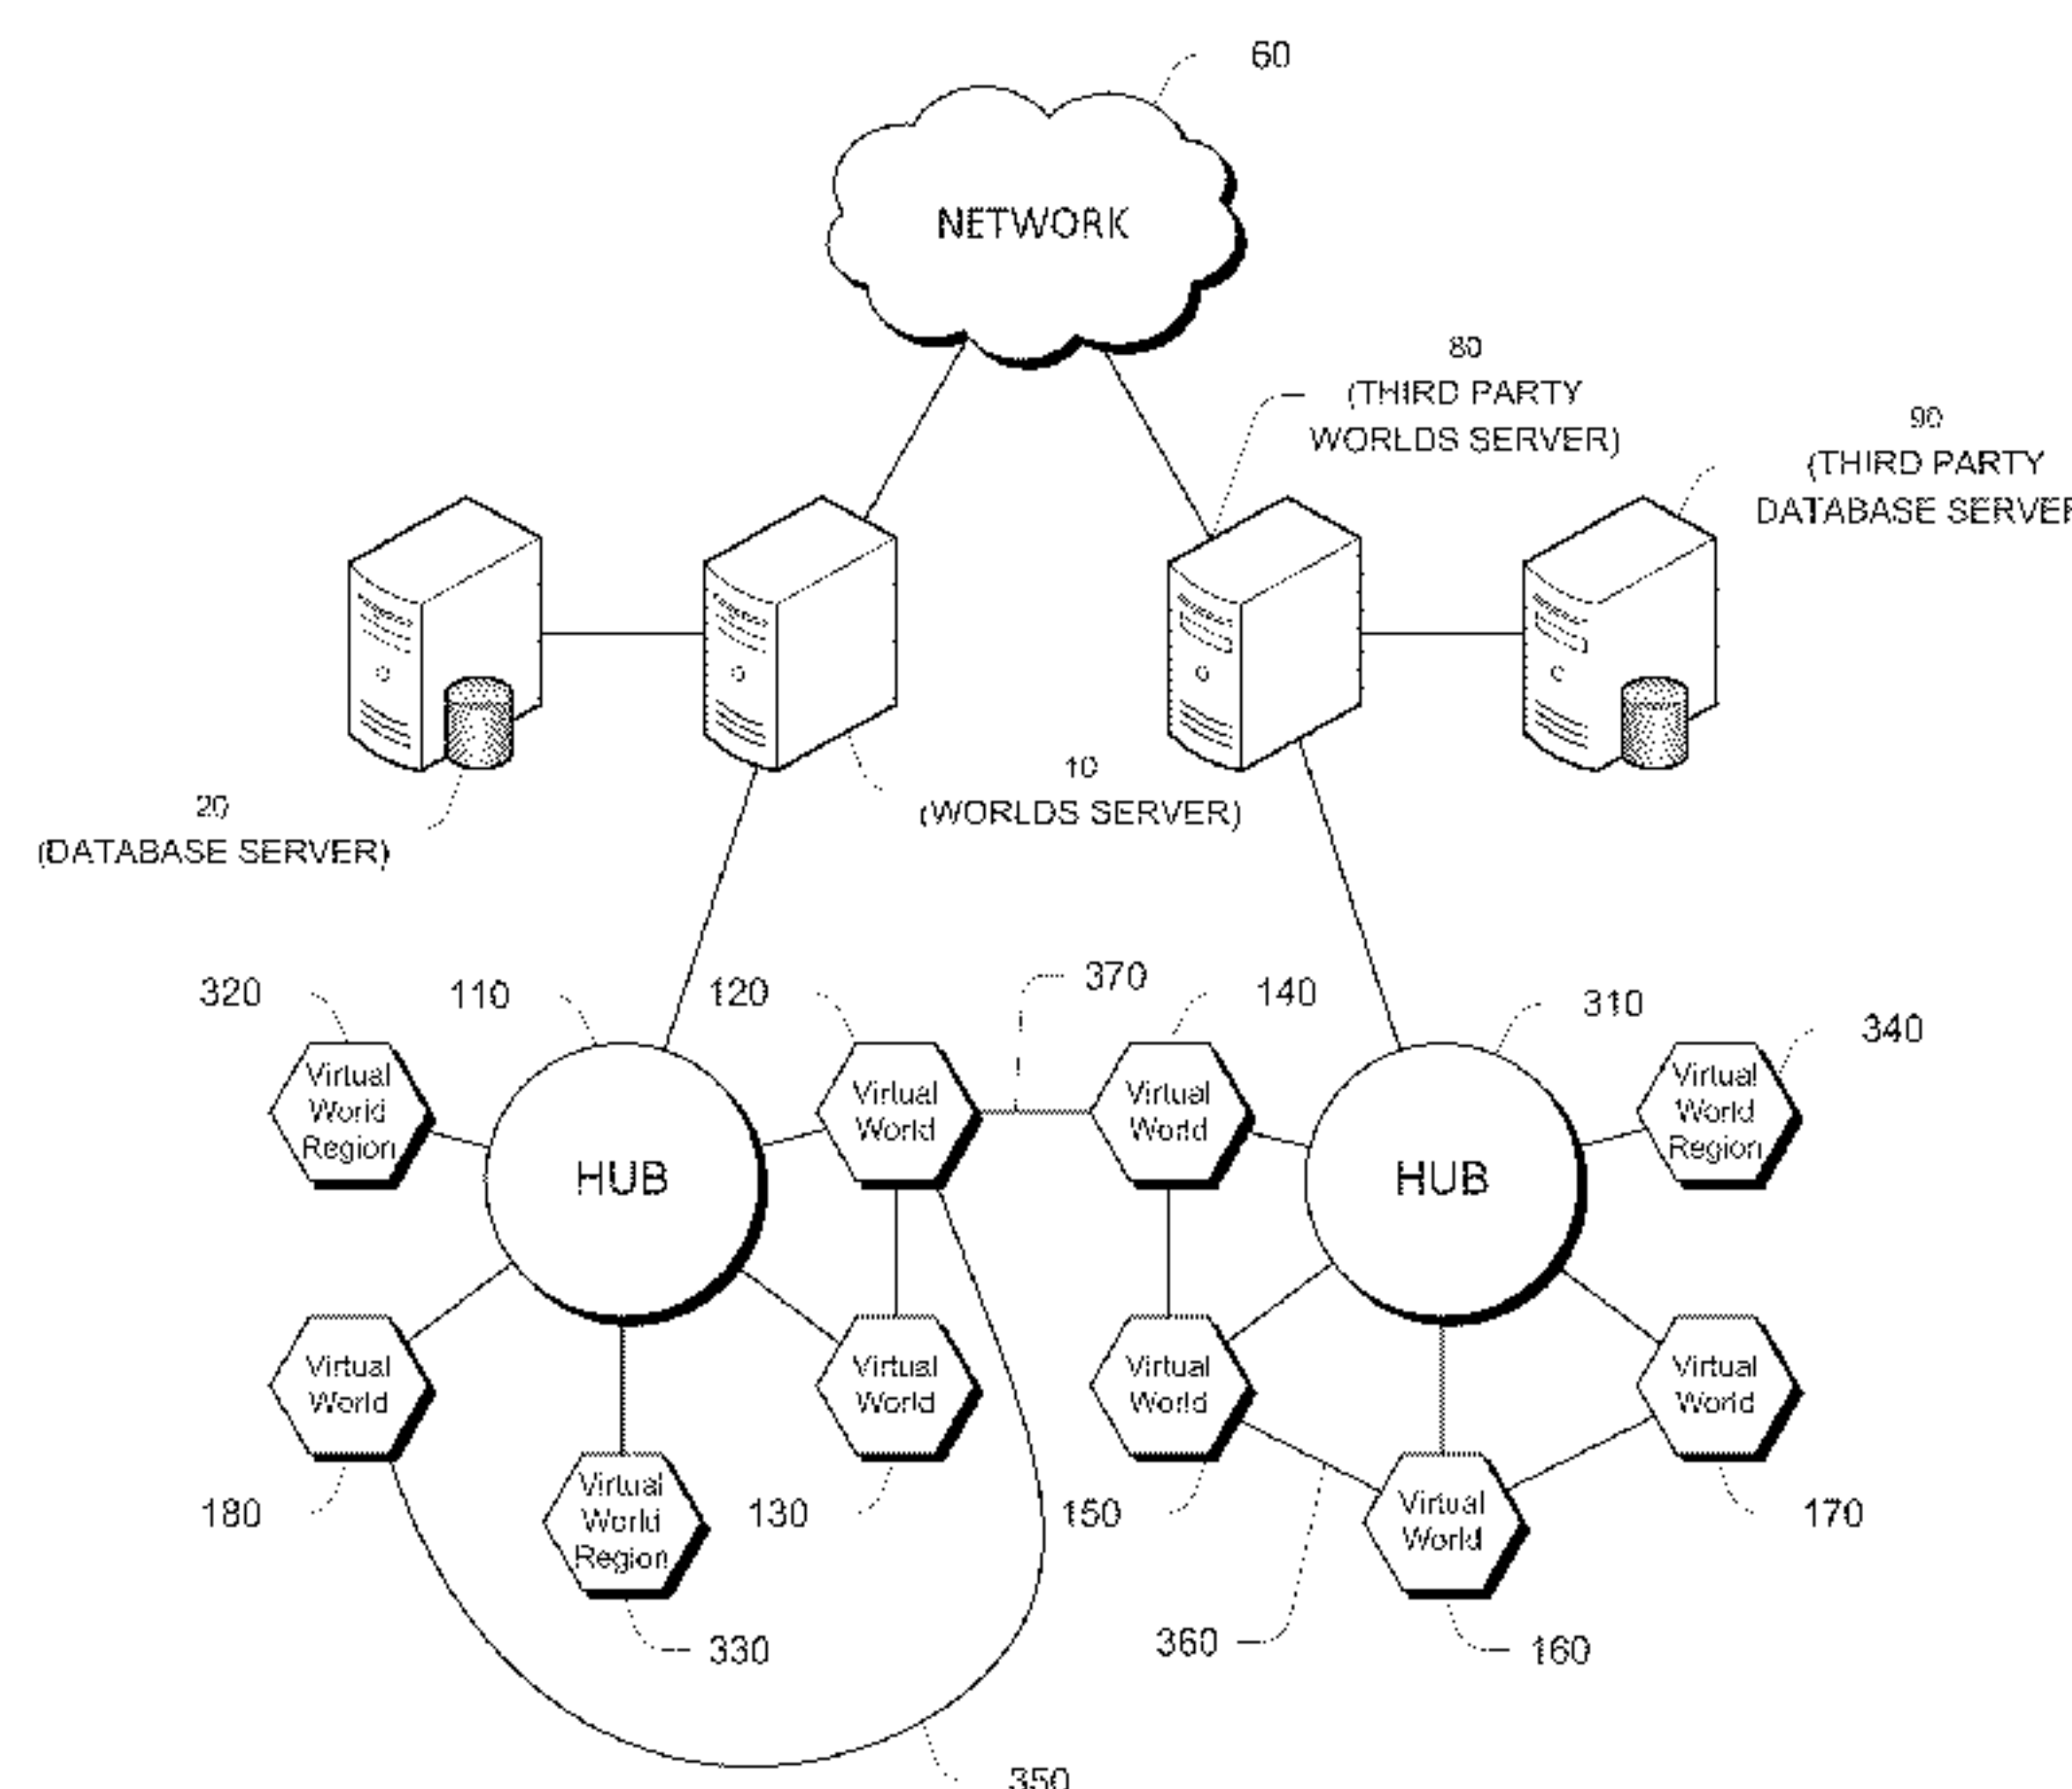 60
NETWORK
80
(THIRD PARTY
WORLDS SERVER)
90
(THIRD PARTY
DATABASE SERVER
10
(WORLDS SERVER)
20
(DATABASE SERVER)
320
110
120
370
140
310
340
Virtual
World
Region
HUB
Virtual
World
Virtual
World
HUB
Virtual
World
Region
Virtual
World
Virtual
World
Virtual
World
Virtual
World
180
Virtual
World
Region
130
150
Virtual
World
170
330
360
160
350